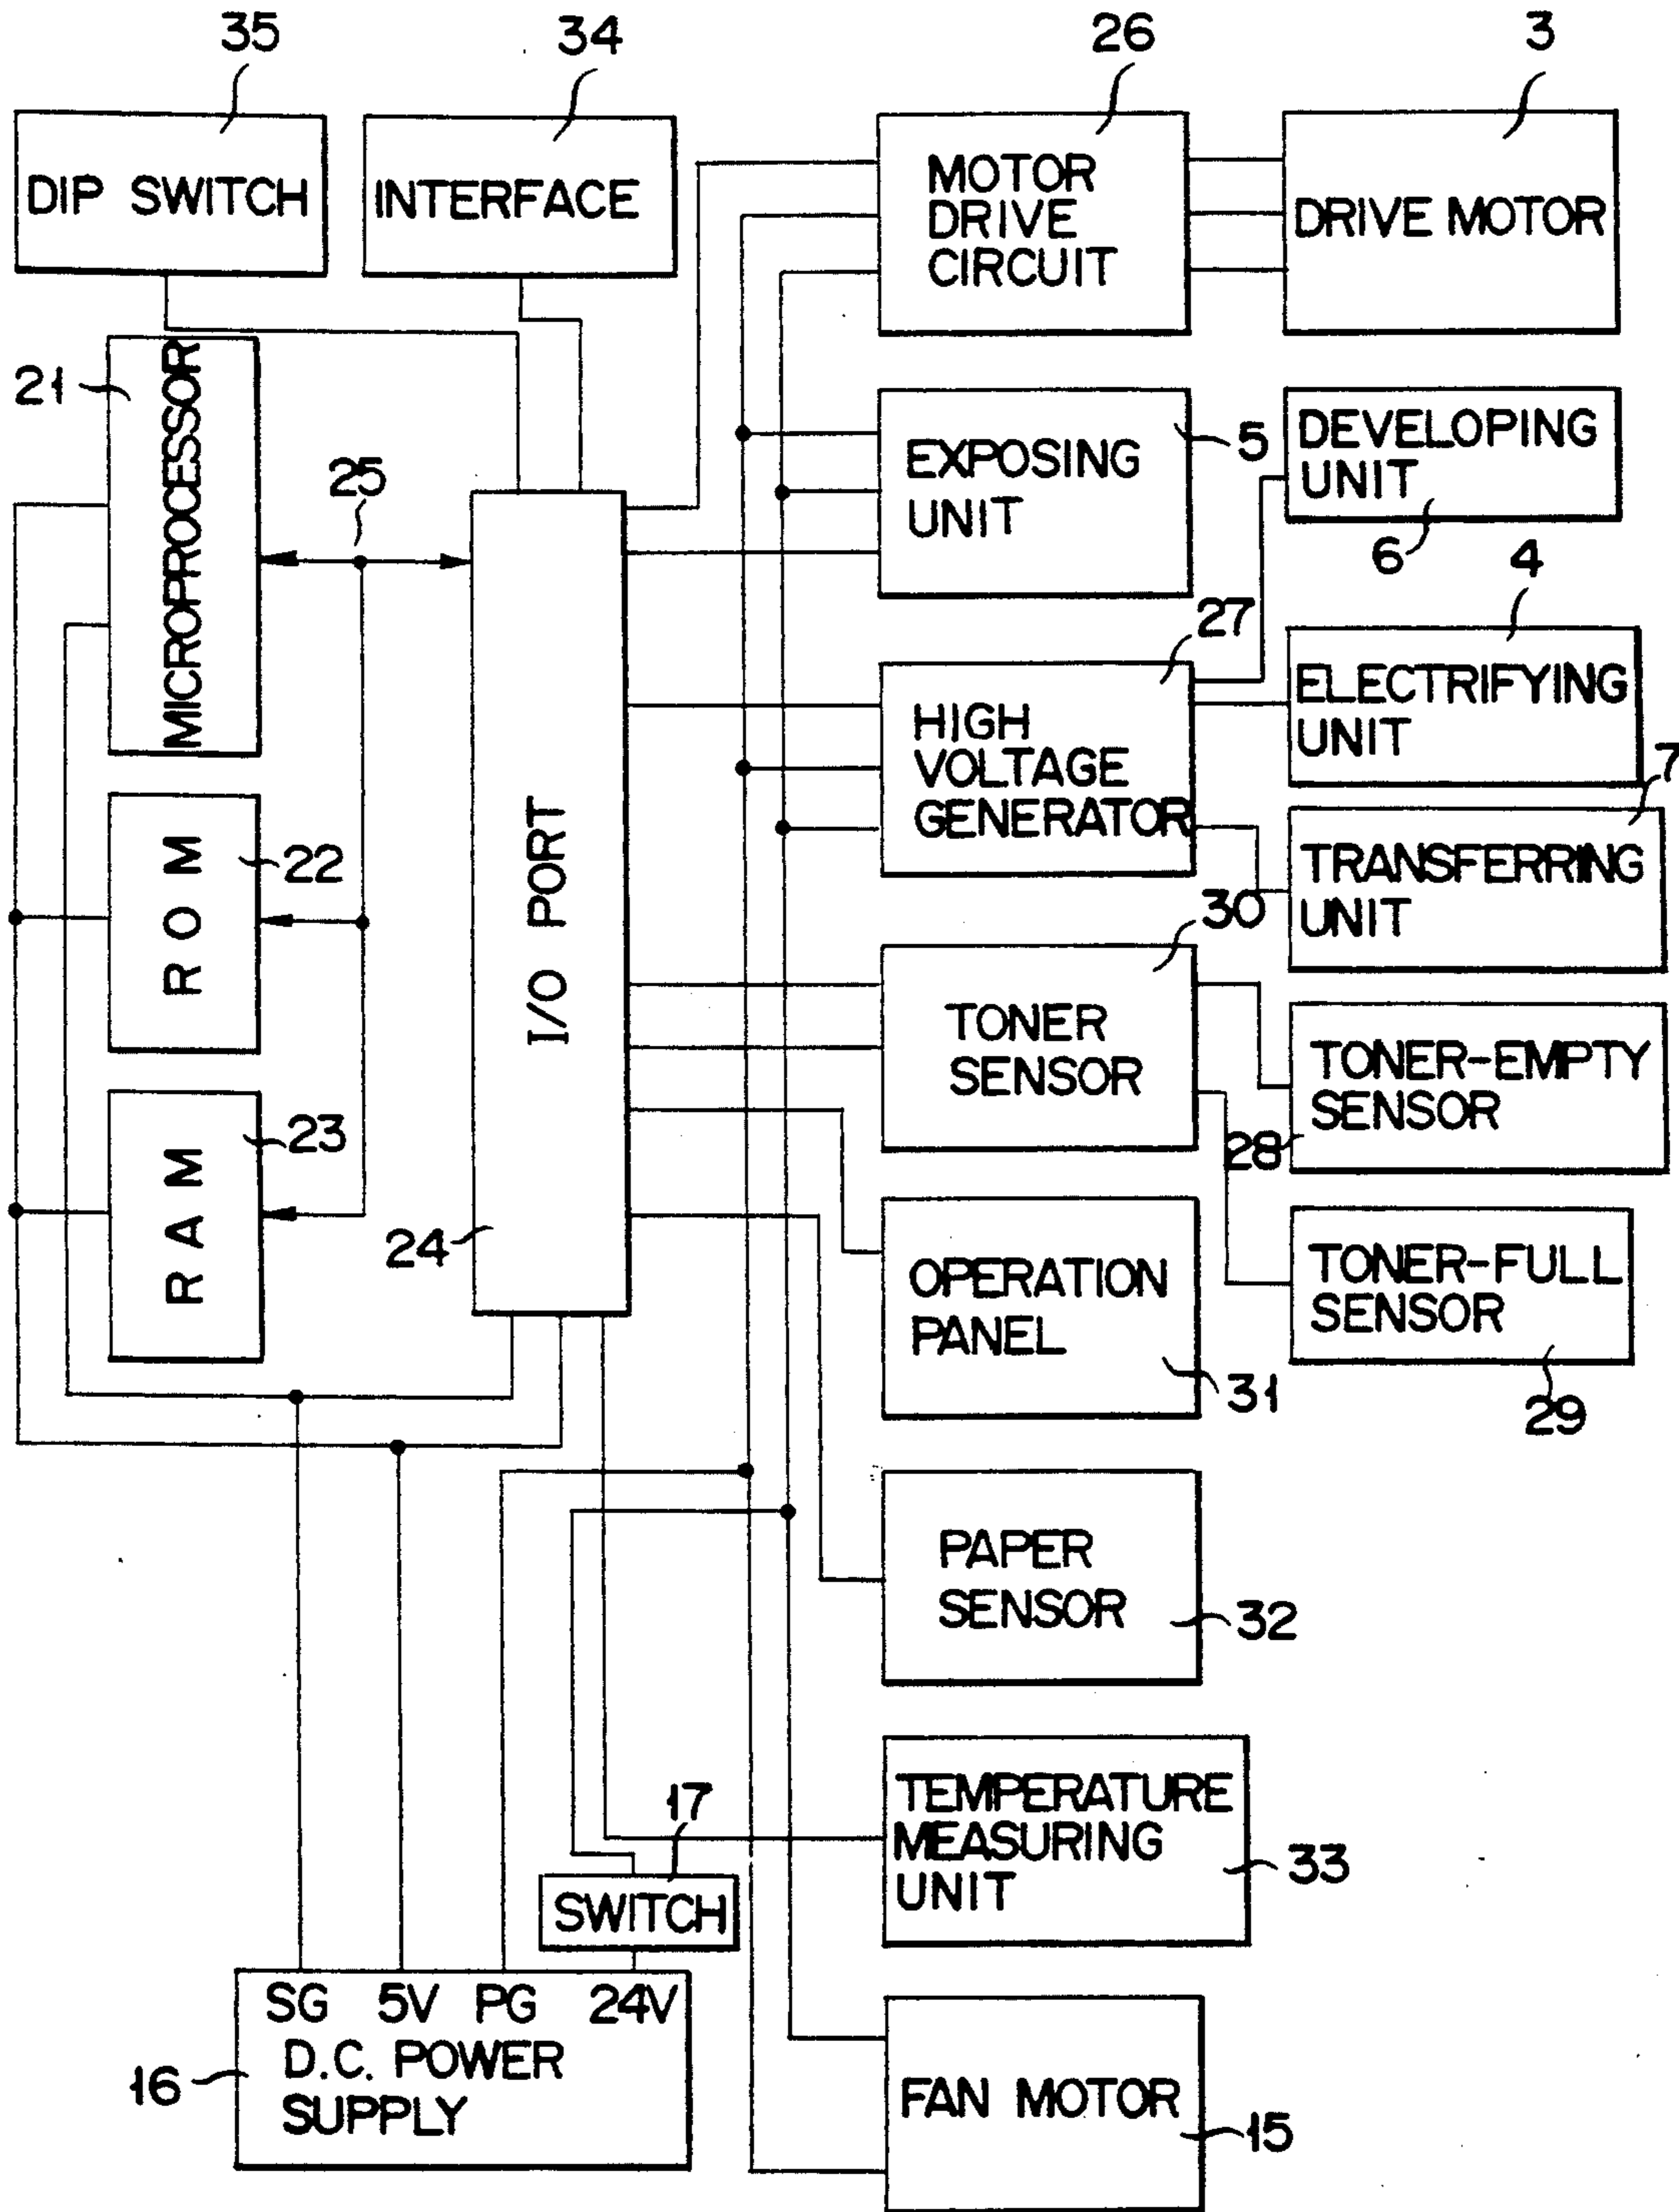 35
34
26
3
DIP SWITCH
INTERFACE
MOTOR
DRIVE
CIRCUIT
DRIVE MOTOR
21
MICROPROCESSOR
25
EXPOSING
UNIT
5
DEVELOPING
UNIT
6
4
27
HIGH
VOLTAGE
GENERATOR
ELECTRIFYING
UNIT
7
TRANSFERRING
UNIT
ROM
22
I/O PORT
24
30
TONER
SENSOR
TONER-EMPTY
SENSOR
28
RAM
23
OPERATION
PANEL
31
TONER-FULL
SENSOR
29
PAPER
SENSOR
32
TEMPERATURE
MEASURING
UNIT
33
17
SWITCH
SG 5V PG 24V
D.C. POWER
SUPPLY
16
FAN MOTOR
15